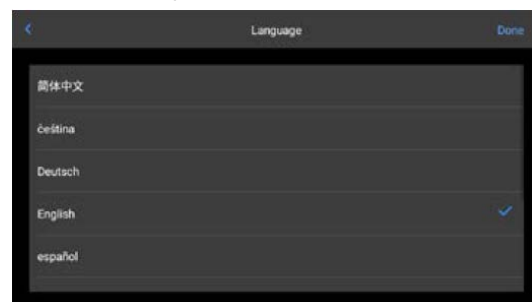 Language
Done
简体中文
čeština
Deutsch
English
español